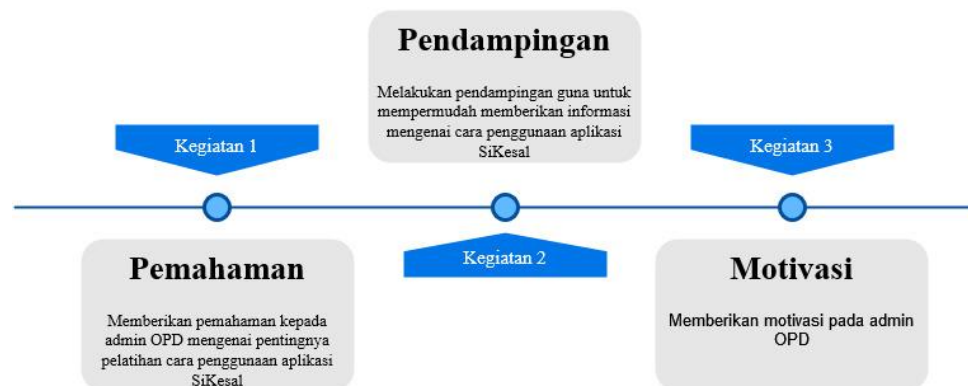 Pendampingan
Melakukan pendampingan guna untuk
mempermudah memberikan informasi
mengenai cara penggunaan aplikasi
SiKesal
Kegiatan 1
Kegiatan 3
Kegiatan 2
Pemahaman
Memberikan pemahaman kepada
admin OPD mengenai pentingnya
pelatihan cara penggunaan aplikasi
SiKesal
Motivasi
Memberikan motivasi pada admin
OPD